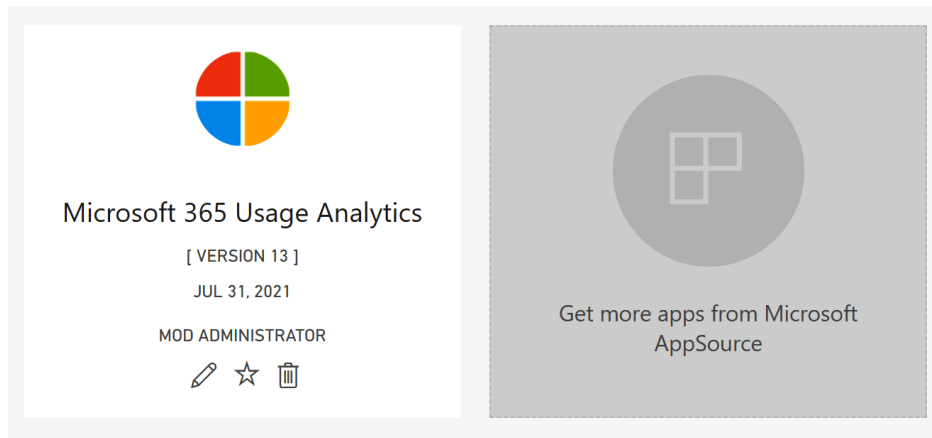 Microsoft 365 Usage Analytics
[ VERSION 13 ]
JUL 31, 2021
MOD ADMINISTRATOR
Get more apps from Microsoft
AppSource